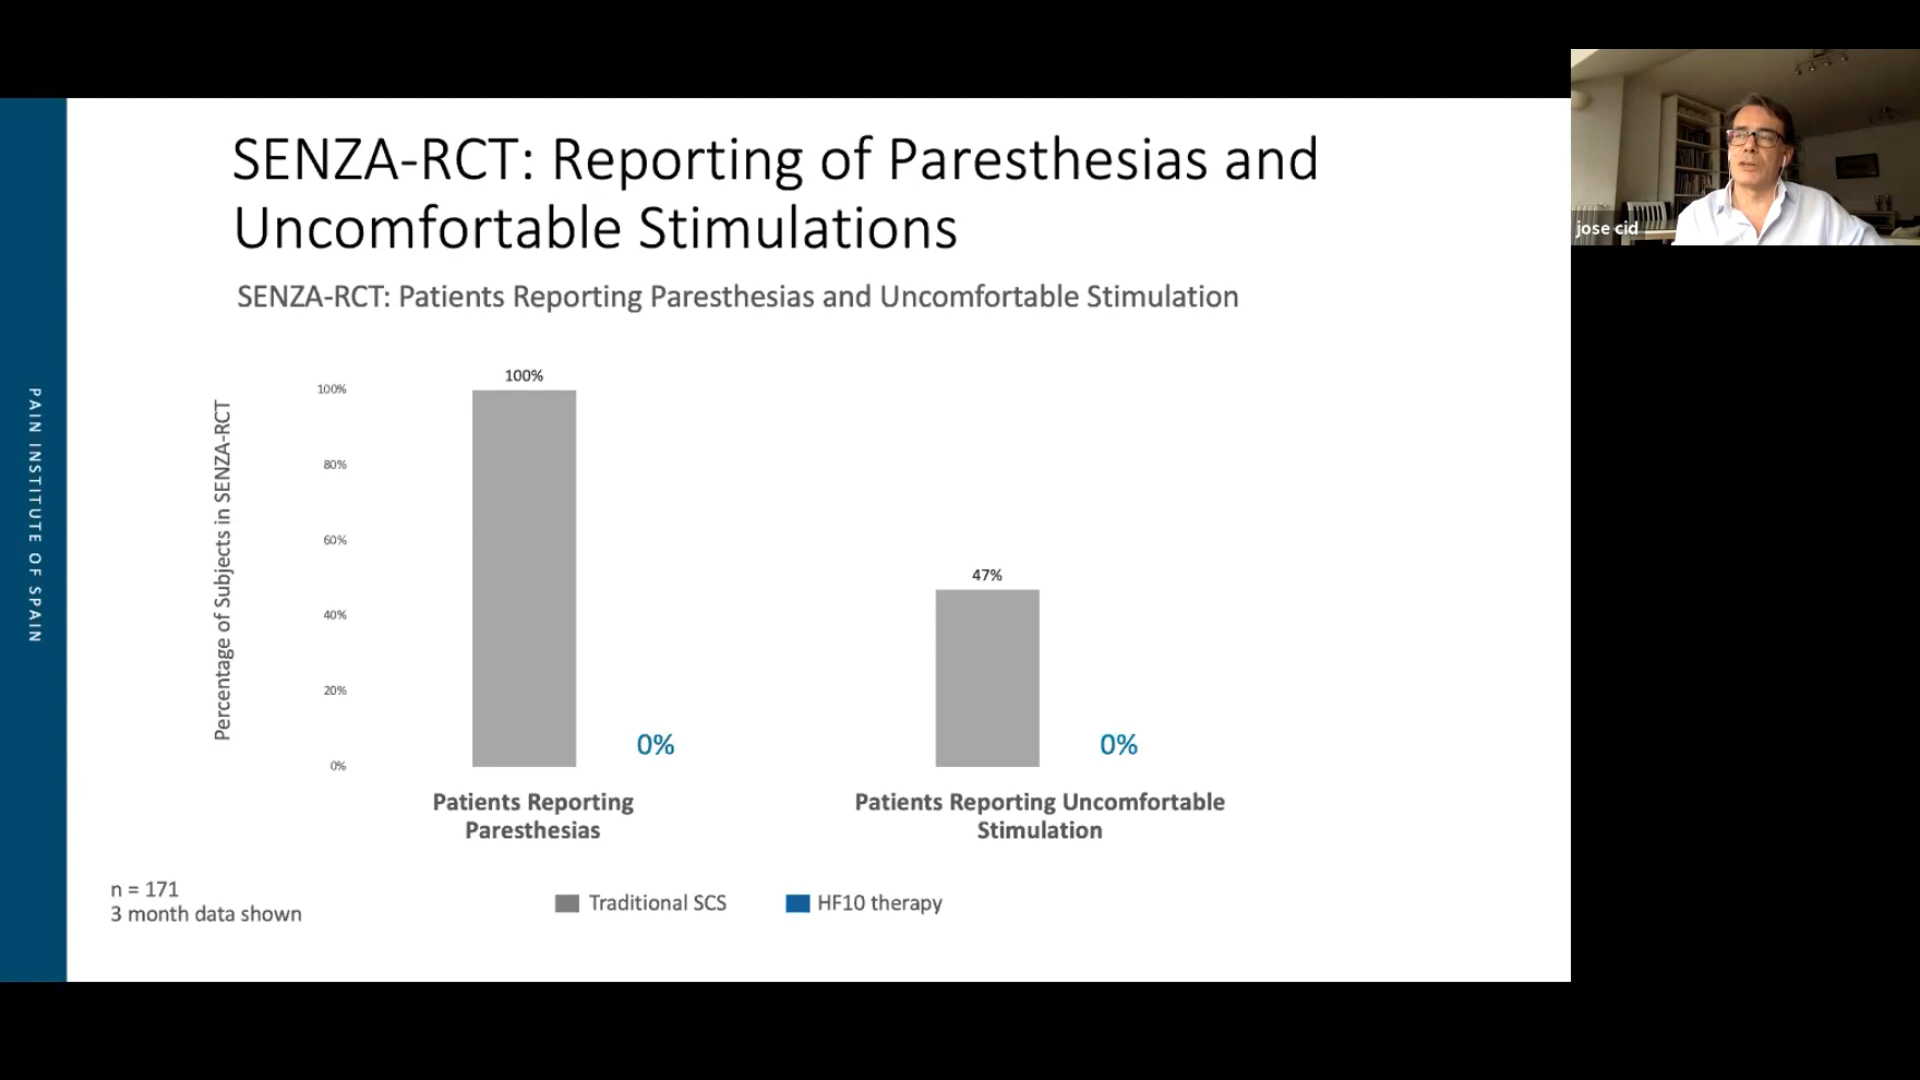 SENZA-RCT: Reporting of Paresthesias and
Uncomfortable Stimulations
SENZA-RCT: Patients Reporting Paresthesias and Uncomfortable Stimulation
PAIN INSTITUTE OF SPAIN
Percentage of Subjects in SENZA-RCT
100%
80%
60%
40%
20%
0%
100%
0%
47%
0%
Patients Reporting
Paresthesias
Patients Reporting Uncomfortable
Stimulation
n = 171
3 month data shown
Traditional SCS
HF10 therapy
jose cid